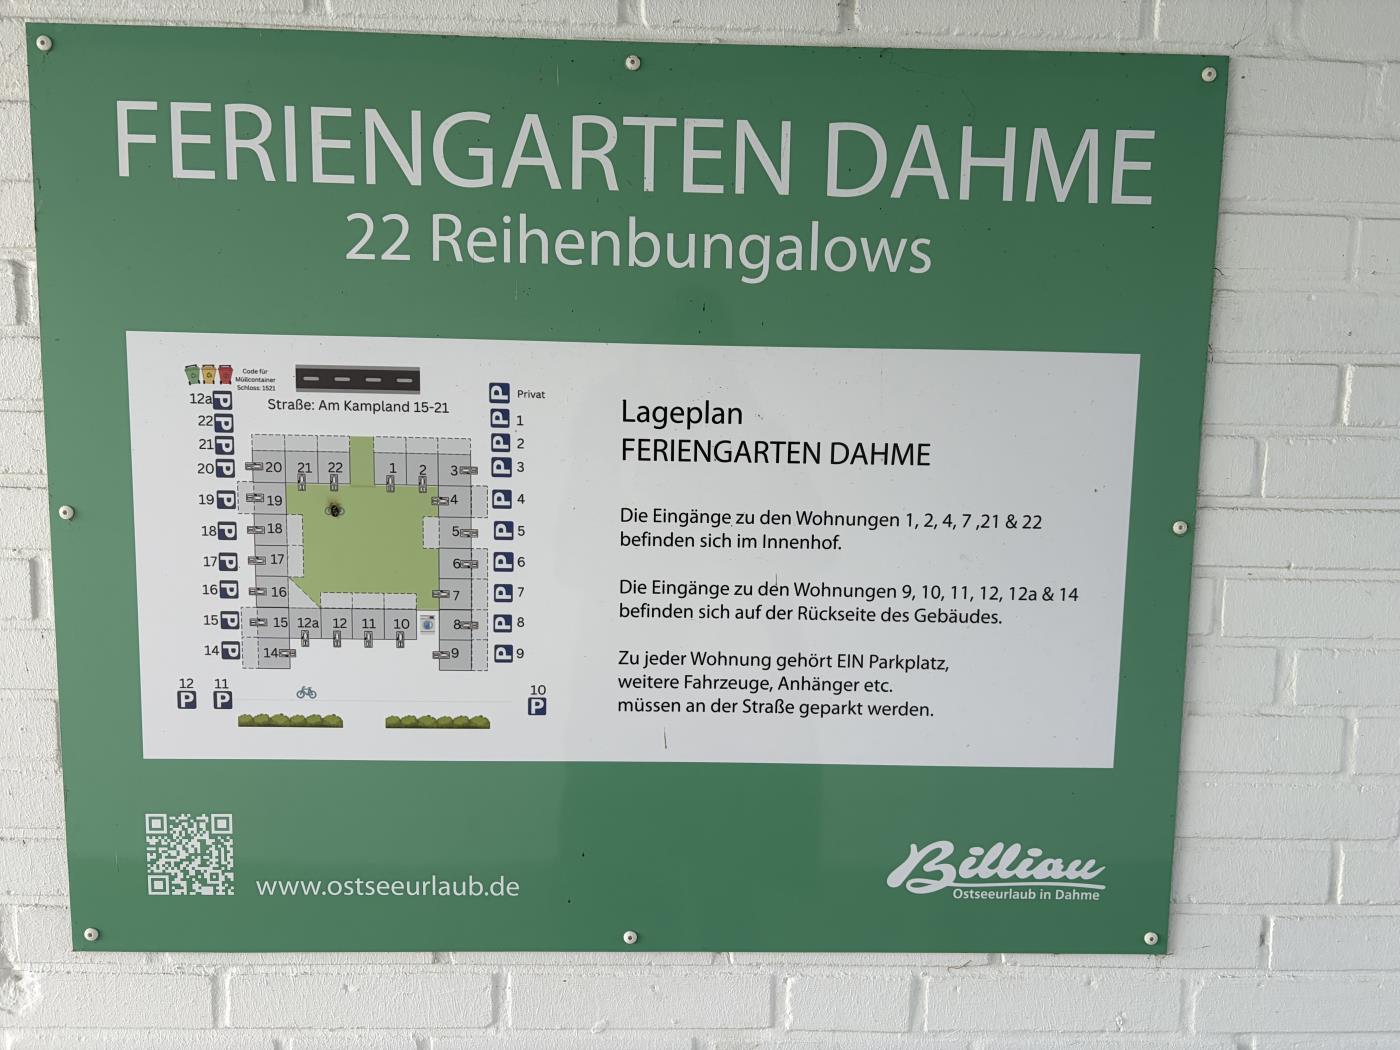 FERIENGARTEN DAHME
22 Reihenbungalows
Code für
Müllcontainer
Schloss: 1521
Straße: Am Kampland 15-21
Privat
12a P
22 P
21 P
20 P
19 P
18 P
17 P
16 P
15 P
14 P
12 P
11 P
P
P 1
P 2
P 3
P 4
P 5
P 6
P 7
P 8
P 9
10 P
20 21 22 1 2 3
19 4
18 5
17 6
16 7
15 12a 12 11 10 8
14 9
Lageplan
FERIENGARTEN DAHME
Die Eingänge zu den Wohnungen 1, 2, 4, 7 ,21 & 22
befinden sich im Innenhof.
Die Eingänge zu den Wohnungen 9, 10, 11, 12, 12a & 14
befinden sich auf der Rückseite des Gebäudes.
Zu jeder Wohnung gehört EIN Parkplatz,
weitere Fahrzeuge, Anhänger etc.
müssen an der Straße geparkt werden.
www.ostseeurlaub.de
Billiau
Ostseeurlaub in Dahme